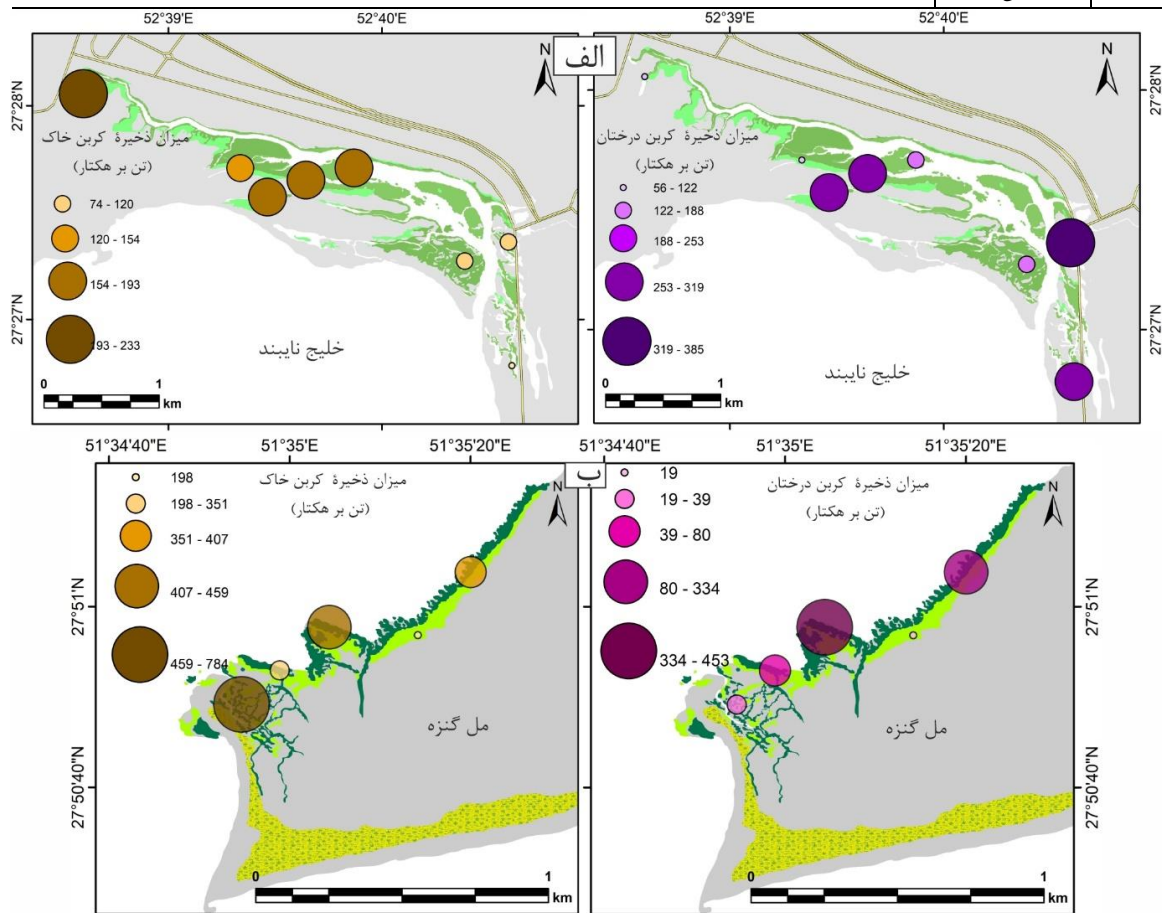 52°39'E
52°40'E
52°39'E
52°40'E
الف
N
N
27°28'N
27°28'N
میزان ذخیرۀ کربن خاک
(تن بر هکتار)
74 - 120
120 - 154
154 - 193
193 - 233
میزان ذخیرۀ کربن درختان
(تن بر هکتار)
56 - 122
122 - 188
188 - 253
253 - 319
319 - 385
27°27'N
27°27'N
خلیج نایبند
خلیج نایبند
0 1
km
0 1
km
51°34'40"E
51°35'E
51°35'20"E
51°34'40"E
51°35'E
51°35'20"E
ب
N
N
میزان ذخیرۀ کربن خاک
(تن بر هکتار)
198
198 - 351
351 - 407
407 - 459
459 - 784
میزان ذخیرۀ کربن درختان
(تن بر هکتار)
19
19 - 39
39 - 80
80 - 334
334 - 453
27°51'N
27°51'N
مل گنزه
مل گنزه
27°50'40"N
27°50'40"N
0 1
km
0 1
km